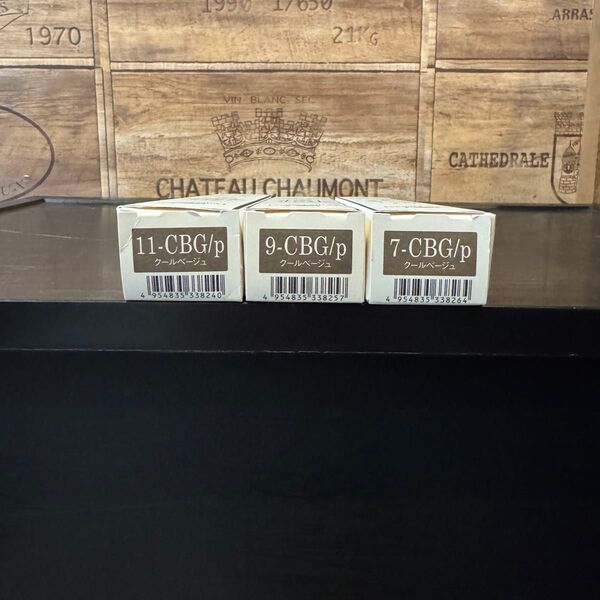 1990 17650
21KG
1970
ARRAS
VIN BLANC SEC
CHATEAU CHAUMONT
CATHEDRALE
11-CBG/p
クールベージュ
4 954835 338240
9-CBG/p
クールベージュ
4 954835 338257
7-CBG/p
クールベージュ
4 954835 338264